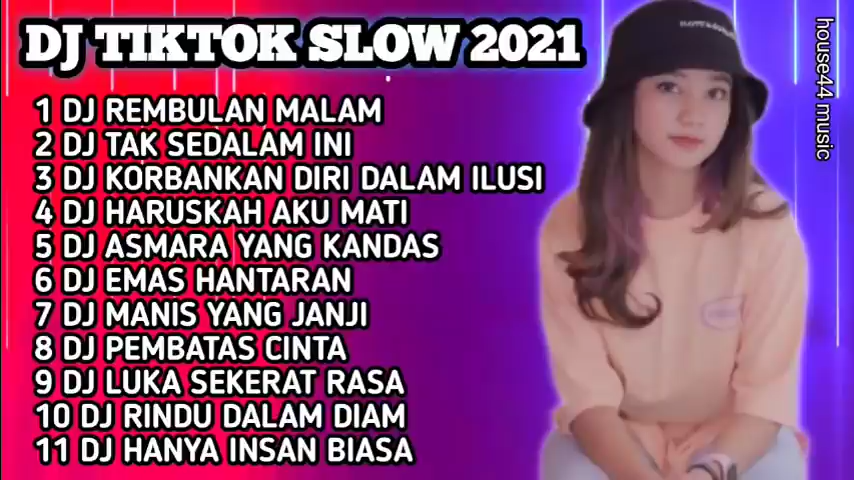 DJ TIKTOK SLOW 2021
1 DJ REMBULAN MALAM
2 DJ TAK SEDALAM INI
3 DJ KORBANKAN DIRI DALAM ILUSI
4 DJ HARUSKAH AKU MATI
5 DJ ASMARA YANG KANDAS
6 DJ EMAS HANTARAN
7 DJ MANIS YANG JANJI
8 DJ PEMBATAS CINTA
9 DJ LUKA SEKERAT RASA
10 DJ RINDU DALAM DIAM
11 DJ HANYA INSAN BIASA
house44 music